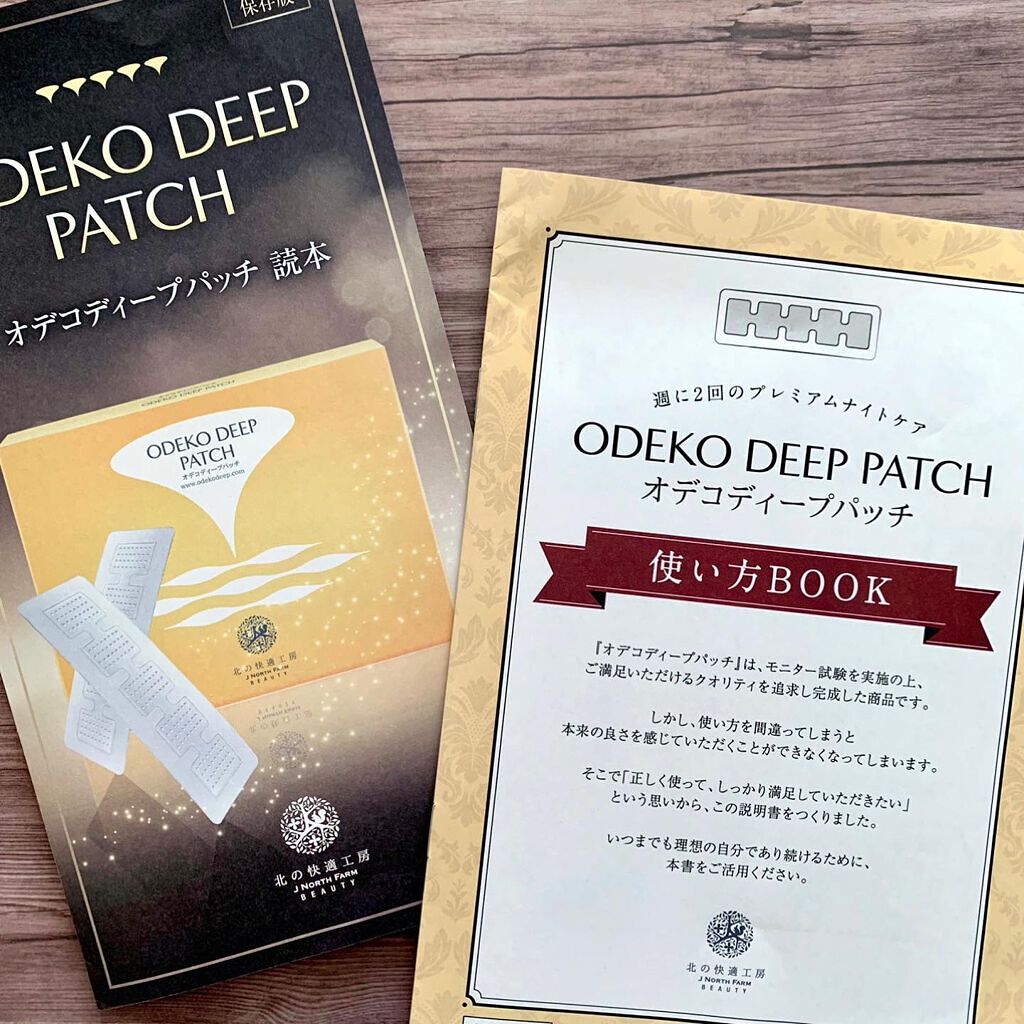 保存版
ODEKO DEEP
PATCH
オデコディープパッチ 読本
ODEKO DEEP PATCH
ODEKO DEEP
PATCH
オデコディープパッチ
www.odekodeep.com
北の快適工房
J NORTH FARM
BEAUTY
北の快適工房
J NORTH FARM
BEAUTY
週に2回のプレミアムナイトケア
ODEKO DEEP PATCH
オデコディープパッチ
使い方BOOK
『オデコディープパッチ』は、モニター試験を実施の上、
ご満足いただけるクオリティを追求し完成した商品です。
しかし、使い方を間違ってしまうと
本来の良さを感じていただくことができなくなってしまいます。
そこで「正しく使って、しっかり満足していただきたい」
という思いから、この説明書をつくりました。
いつまでも理想の自分であり続けるために、
本書をご活用ください。
北の快適工房
J NORTH FARM
BEAUTY